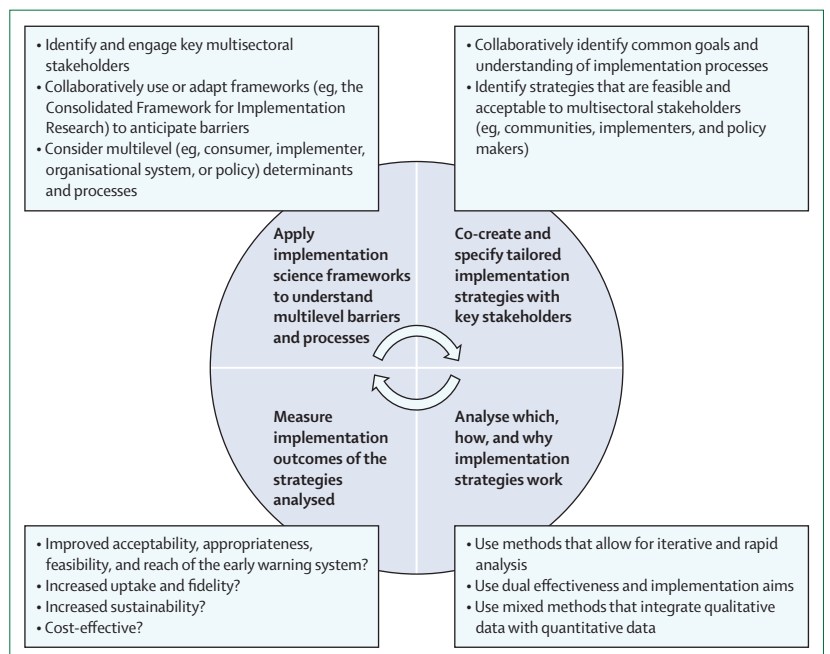 • Identify and engage key multisectoral
stakeholders
• Collaboratively use or adapt frameworks (eg, the
Consolidated Framework for Implementation
Research) to anticipate barriers
• Consider multilevel (eg, consumer, implementer,
organisational system, or policy) determinants
and processes
• Collaboratively identify common goals and
understanding of implementation processes
• Identify strategies that are feasible and
acceptable to multisectoral stakeholders
(eg, communities, implementers, and policy
makers)
Apply
implementation
science frameworks
to understand
multilevel barriers
and processes
Co-create and
specify tailored
implementation
strategies with
key stakeholders
Measure
implementation
outcomes of the
strategies
analysed
Analyse which,
how, and why
implementation
strategies work
• Improved acceptability, appropriateness,
feasibility, and reach of the early warning system?
• Increased uptake and fidelity?
• Increased sustainability?
• Cost-effective?
• Use methods that allow for iterative and rapid
analysis
• Use dual effectiveness and implementation aims
• Use mixed methods that integrate qualitative
data with quantitative data